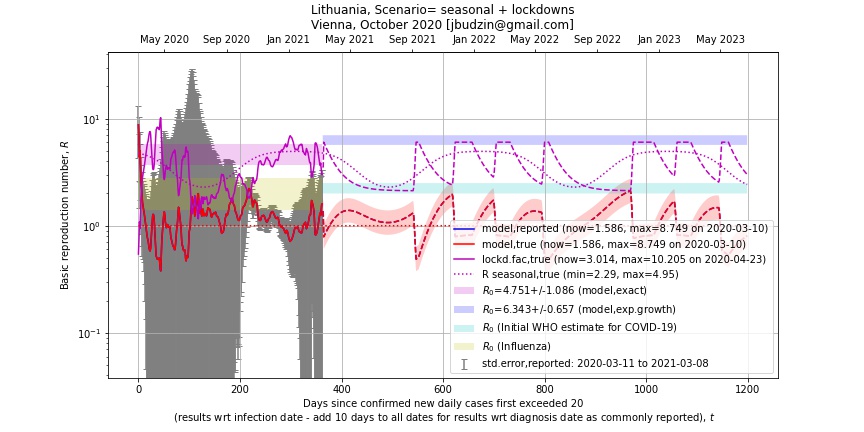 Lithuania, Scenario= seasonal + lockdowns
Vienna, October 2020 [jbudzin@gmail.com]
May 2020 Sep 2020 Jan 2021 May 2021 Sep 2021 Jan 2022 May 2022 Sep 2022 Jan 2023 May 2023
Basic reproduction number, R
10¹
10⁰
10⁻¹
model,reported (now=1.586, max=8.749 on 2020-03-10)
model,true (now=1.586, max=8.749 on 2020-03-10)
lockd.fac,true (now=3.014, max=10.205 on 2020-04-23)
R seasonal,true (min=2.29, max=4.95)
R₀=4.751+/-1.086 (model,exact)
R₀=6.343+/-0.657 (model,exp.growth)
R₀ (Initial WHO estimate for COVID-19)
R₀ (Influenza)
std.error,reported: 2020-03-11 to 2021-03-08
0 200 400 600 800 1000 1200
Days since confirmed new daily cases first exceeded 20
(results wrt infection date - add 10 days to all dates for results wrt diagnosis date as commonly reported), t